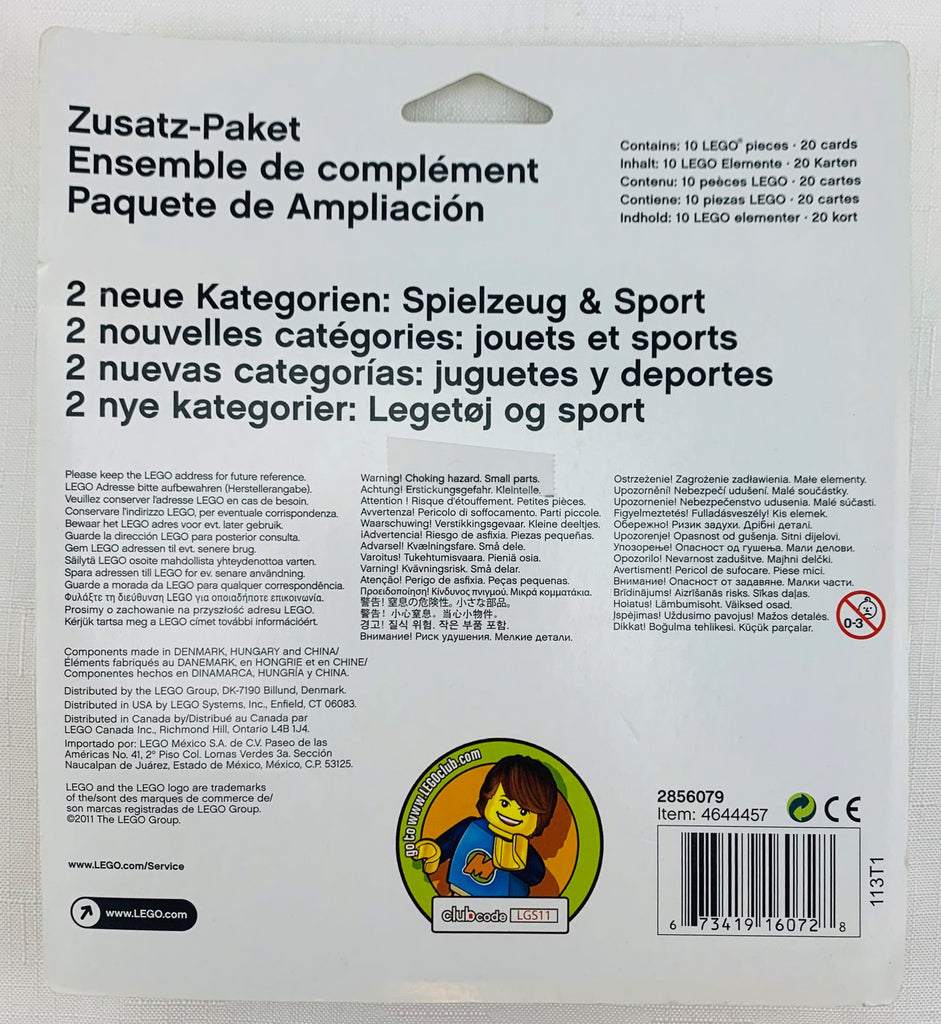 Zusatz-Paket
Ensemble de complément
Paquete de Ampliación
Contains: 10 LEGO® pieces · 20 cards
Inhalt: 10 LEGO Elemente · 20 Karten
Contenu: 10 peèces LEGO · 20 cartes
Contiene: 10 piezas LEGO · 20 cartes
Indhold: 10 LEGO elementer · 20 kort
2 neue Kategorien: Spielzeug & Sport
2 nouvelles catégories: jouets et sports
2 nuevas categorías: juguetes y deportes
2 nye kategorier: Legetøj og sport
Please keep the LEGO address for future reference.
LEGO Adresse bitte aufbewahren (Herstellerangabe).
Veuillez conserver l'adresse LEGO en cas de besoin.
Conservare l'indirizzo LEGO, per eventuale corrispondenza.
Bewaar het LEGO adres voor evt. later gebruik.
Guarde la dirección LEGO para posterior consulta.
Gem LEGO adressen til evt. senere brug.
Säilytä LEGO osoite mahdollista yhteydenottoa varten.
Spara adressen till LEGO för ev. senare användning.
Guarde a morada da LEGO para qualquer correspondência.
Φυλάξτε τη διεύθυνση LEGO για οποιαδήποτε επικοινωνία.
Prosimy o zachowanie na przyszłość adresu LEGO.
Kérjük tartsa meg a LEGO címet további információért.
Components made in DENMARK, HUNGARY and CHINA/
Éléments fabriqués au DANEMARK, en HONGRIE et en CHINE/
Componentes hechos en DINAMARCA, HUNGRÍA y CHINA.
Distributed by the LEGO Group, DK-7190 Billund, Denmark.
Distributed in USA by LEGO Systems, Inc., Enfield, CT 06083.
Distributed in Canada by/Distribué au Canada par
LEGO Canada Inc., Richmond Hill, Ontario L4B 1J4.
Importado por: LEGO México S.A. de C.V. Paseo de las
Américas No. 41, 2° Piso Col. Lomas Verdes 3a. Sección
Naucalpan de Juárez, Estado de México, México, C.P. 53125.
LEGO and the LEGO logo are trademarks
of the/sont des marques de commerce de/
son marcas registradas de LEGO Group.
©2011 The LEGO Group.
www.LEGO.com/Service
www.LEGO.com
Warning! Choking hazard. Small parts.
Achtung! Erstickungsgefahr. Kleinteile.
Attention ! Risque d'étouffement. Petites pièces.
Avvertenza! Pericolo di soffocamento. Parti piccole.
Waarschuwing! Verstikkingsgevaar. Kleine deeltjes.
¡Advertencia! Riesgo de asfixia. Piezas pequeñas.
Advarsel! Kvælningsfare. Små dele.
Varoitus! Tukehtumisvaara. Pieniä osia.
Varning! Kvävningsrisk. Små delar.
Atenção! Perigo de asfixia. Peças pequenas.
Προειδοποίηση! Κίνδυνος πνιγμού. Μικρά κομματάκια.
警告! 窒息の危険性。小さな部品。
警告! 小心窒息。当心小物件。
경고! 질식 위험. 작은 부품 포함.
Внимание! Риск удушения. Мелкие детали.
Ostrzeżenie! Zagrożenie zadławienia. Małe elementy.
Upozornění! Nebezpečí udušení. Malé součástky.
Upozornenie! Nebezpečenstvo udusenia. Malé súčasti.
Figyelmeztetés! Fulladásveszély! Kis elemek.
Обережно! Ризик задухи. Дрібні деталі.
Upozorenje! Opasnost od gušenja. Sitni dijelovi.
Упозорење! Опасност од гушења. Мали делови.
Opozorilo! Nevarnost zadušitve. Majhni delčki.
Avertisment! Pericol de sufocare. Piese mici.
Внимание! Опасност от задавяне. Малки части.
Brīdinājums! Aizrīšanās risks. Sīkas daļas.
Hoiatus! Lämbumisoht. Väiksed osad.
Įspėjimas! Uždusimo pavojus! Mažos detalės.
Dikkat! Boğulma tehlikesi. Küçük parçalar.
0-3
go to www.LEGOclub.com
M
club code LGS11
2856079
Item: 4644457
CE
6 73419 16072 8
113T1